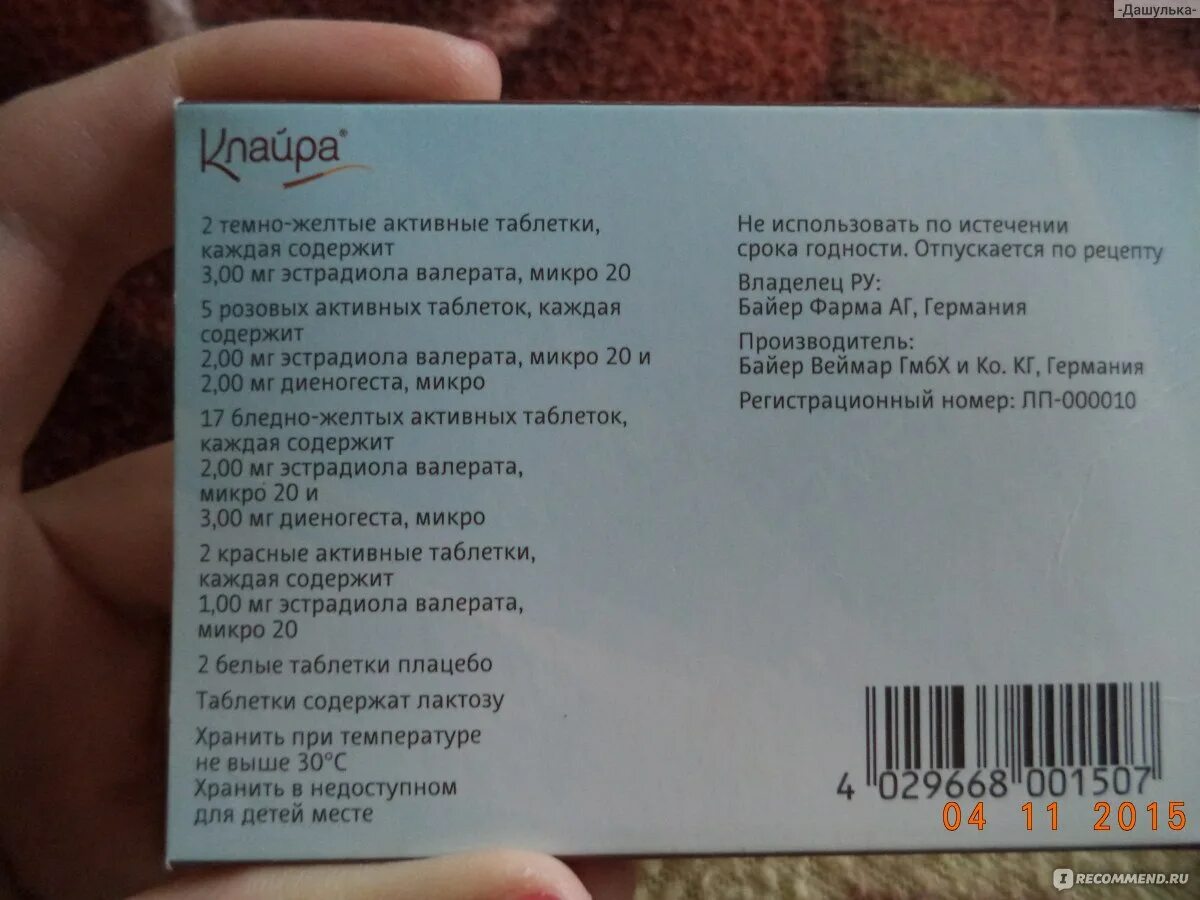 -Дашулька-
Клайра®
2 темно-желтые активные таблетки,
каждая содержит
3,00 мг эстрадиола валерата, микро 20
5 розовых активных таблеток, каждая
содержит
2,00 мг эстрадиола валерата, микро 20 и
2,00 мг диеногеста, микро
17 бледно-желтых активных таблеток,
каждая содержит
2,00 мг эстрадиола валерата,
микро 20 и
3,00 мг диеногеста, микро
2 красные активные таблетки,
каждая содержит
1,00 мг эстрадиола валерата,
микро 20
2 белые таблетки плацебо
Таблетки содержат лактозу
Хранить при температуре
не выше 30°C
Хранить в недоступном
для детей месте
Не использовать по истечении
срока годности. Отпускается по рецепту
Владелец РУ:
Байер Фарма АГ, Германия
Производитель:
Байер Веймар ГмбХ и Ко. КГ, Германия
Регистрационный номер: ЛП-000010
4 029668 001507
04 11 2015
IRECOMMEND.RU